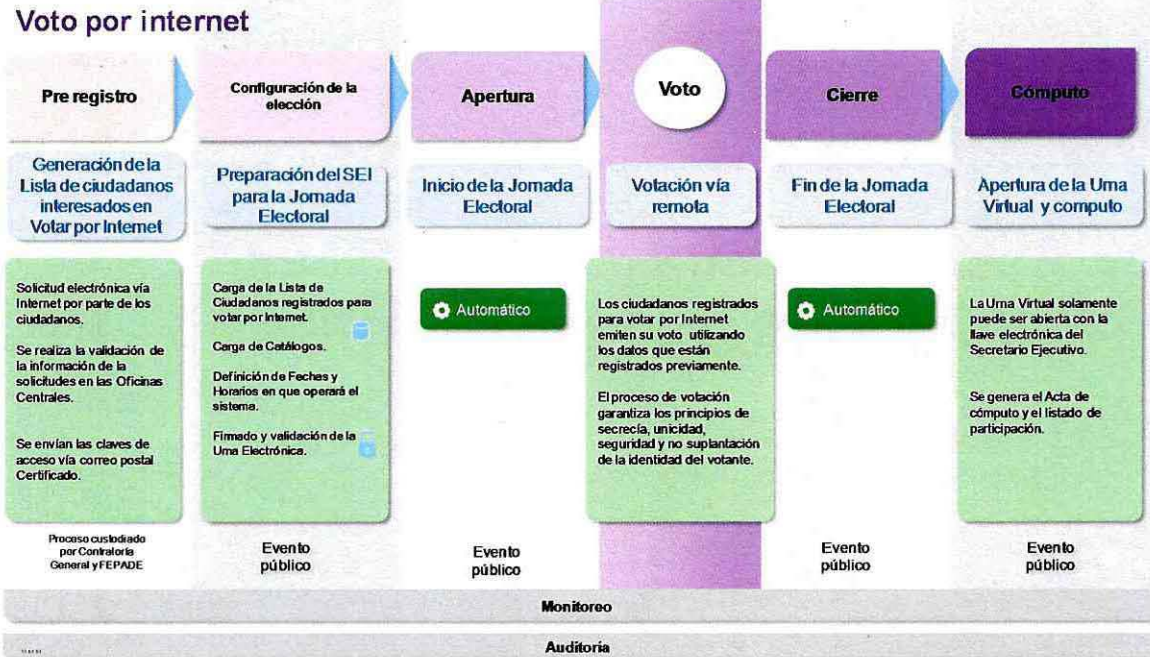 Voto por internet
Pre registro
Configuración de la
elección
Apertura
Voto
Cierre
Cómputo
Generación de la
Lista de ciudadanos
interesados en
Votar por Internet
Preparación del SEI
para la Jornada
Electoral
Inicio de la Jornada
Electoral
Votación vía
remota
Fin de la Jornada
Electoral
Apertura de la Urna
Virtual y computo
Solicitud electrónica vía
Internet por parte de los
ciudadanos.
Se realiza la validación de
la información de la
solicitudes en las Oficinas
Centrales.
Se envían las claves de
acceso vía correo postal
Certificado.
Carga de la Lista de
Ciudadanos registrados para
votar por Internet.
Carga de Catálogos.
Definición de Fechas y
Horarios en que operará el
sistema.
Firmado y validación de la
Urna Electrónica.
Automático
Los ciudadanos registrados
para votar por Internet
emiten su voto utilizando
los datos que están
registrados previamente.
El proceso de votación
garantiza los principios de
secrecía, unicidad,
seguridad y no suplantación
de la identidad del votante.
Automático
La Urna Virtual solamente
puede ser abierta con la
llave electrónica del
Secretario Ejecutivo.
Se genera el Acta de
cómputo y el listado de
participación.
Proceso custodiado
por Contraloría
General y FEPADE
Evento
público
Evento
público
Evento
público
Evento
público
Monitoreo
Auditoría